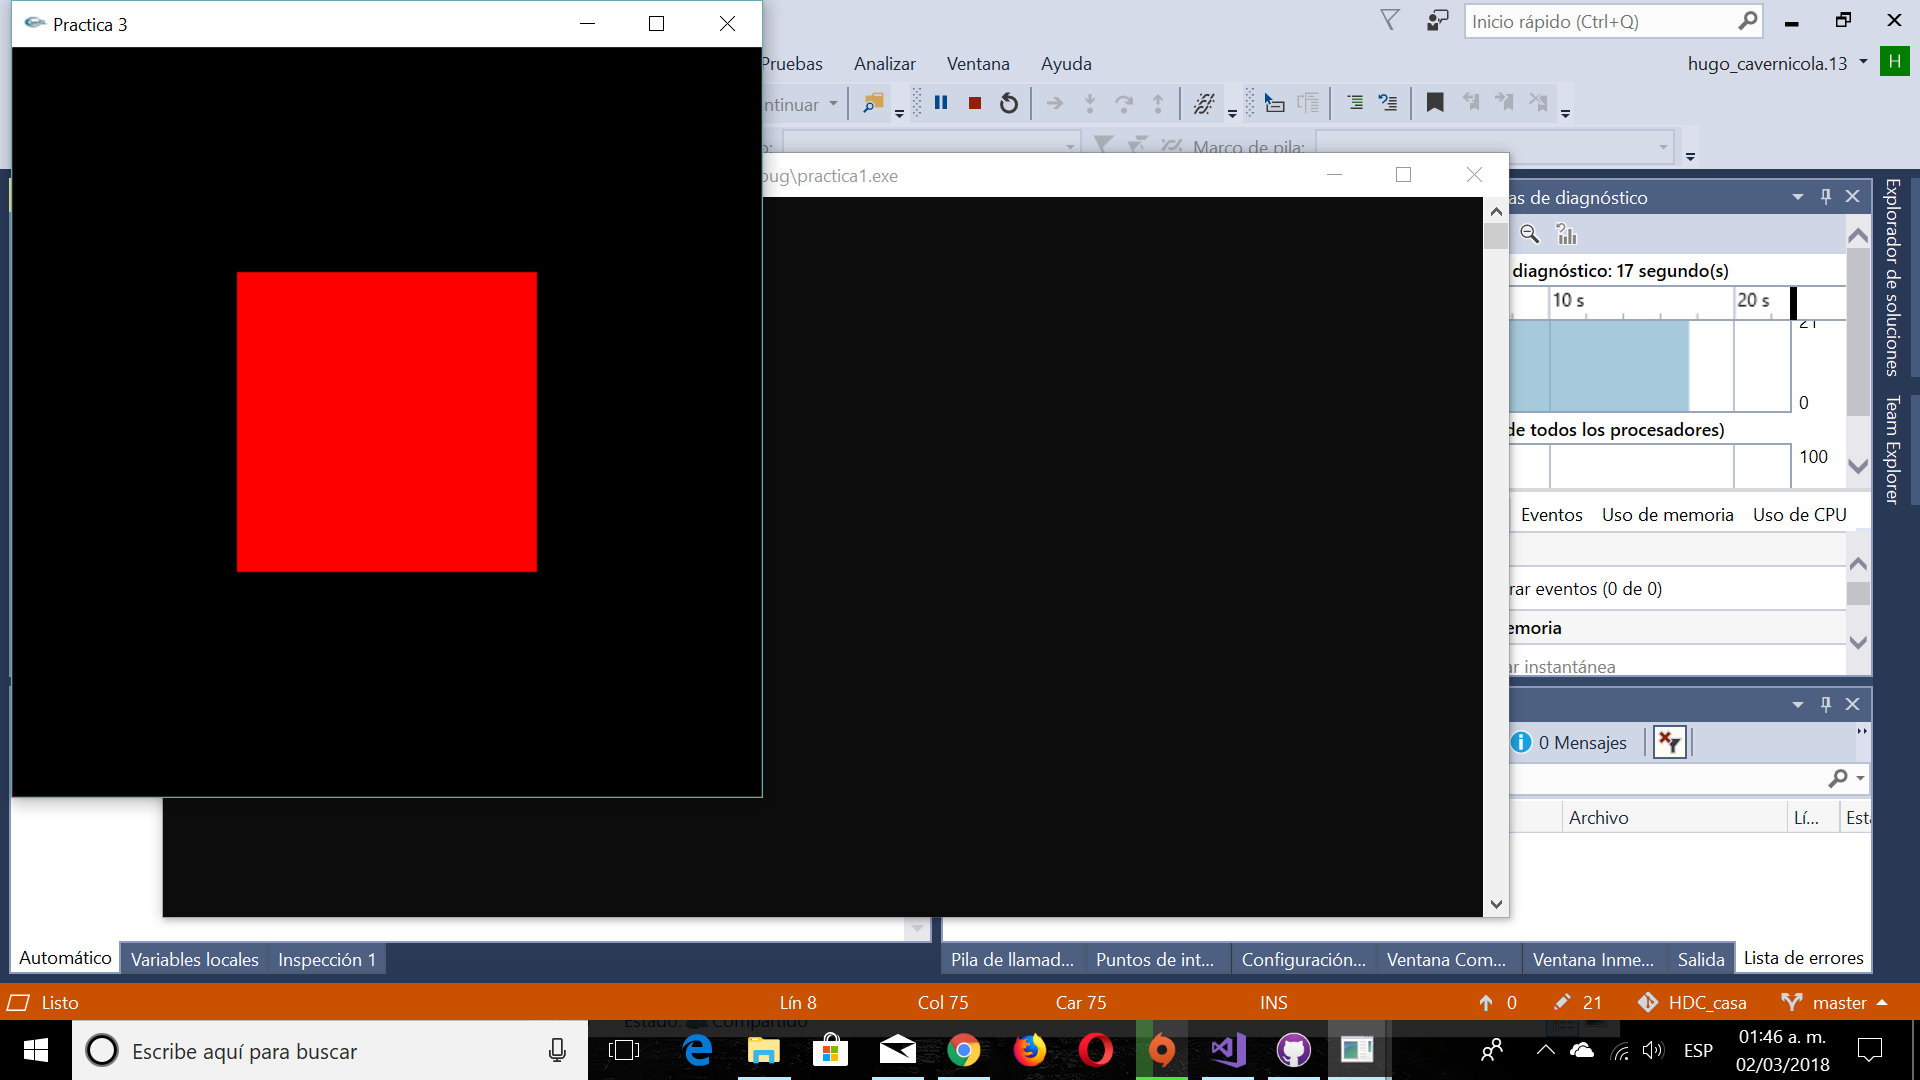 Practica 3
Inicio rápido (Ctrl+Q)
Pruebas Analizar Ventana Ayuda
hugo_cavernicola.13
H
ntinuar
Marco de pila:
bug\practica1.exe
as de diagnóstico
diagnóstico: 17 segundo(s)
10 s 20 s
21
0
de todos los procesadores)
100
Eventos Uso de memoria Uso de CPU
rar eventos (0 de 0)
emoria
ar instantánea
Explorador de soluciones
Team Explorer
0 Mensajes
Archivo Lí... Est
Automático Variables locales Inspección 1
Pila de llamad... Puntos de int... Configuración... Ventana Com... Ventana Inme... Salida Lista de errores
Listo Lín 8 Col 75 Car 75 INS 0 21 HDC_casa master
Estado: Compartido
Escribe aquí para buscar
ESP
01:46 a. m.
02/03/2018